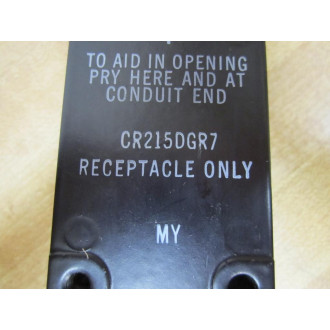 TO AID IN OPENING
PRY HERE AND AT
CONDUIT END
CR215DGR7
RECEPTACLE ONLY
MY